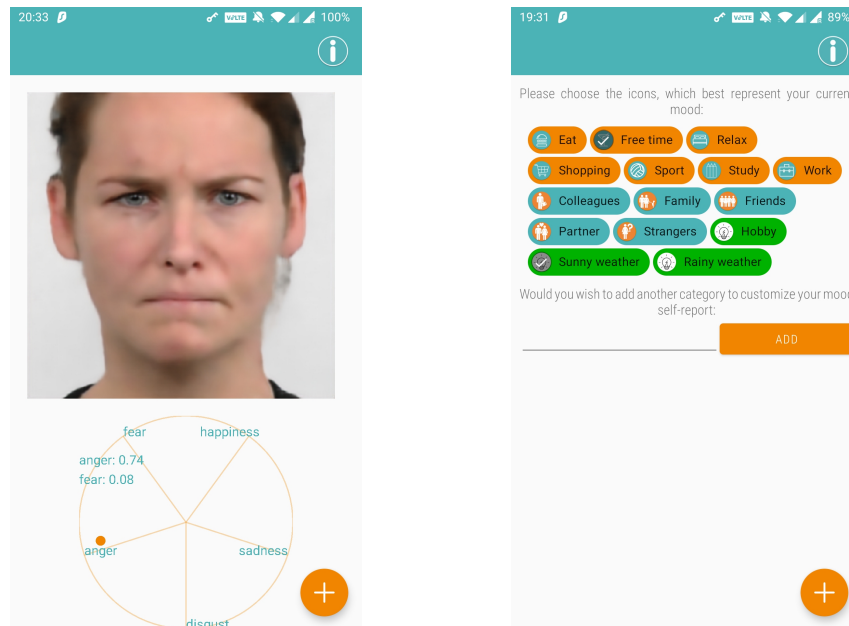 20:33
VoLTE
100%
fear
happiness
anger: 0.74
fear: 0.08
anger
sadness
disgust
19:31
VoLTE
89%
Please choose the icons, which best represent your curren
mood:
Eat
Free time
Relax
Shopping
Sport
Study
Work
Colleagues
Family
Friends
Partner
Strangers
Hobby
Sunny weather
Rainy weather
Would you wish to add another category to customize your mood
self-report:
ADD